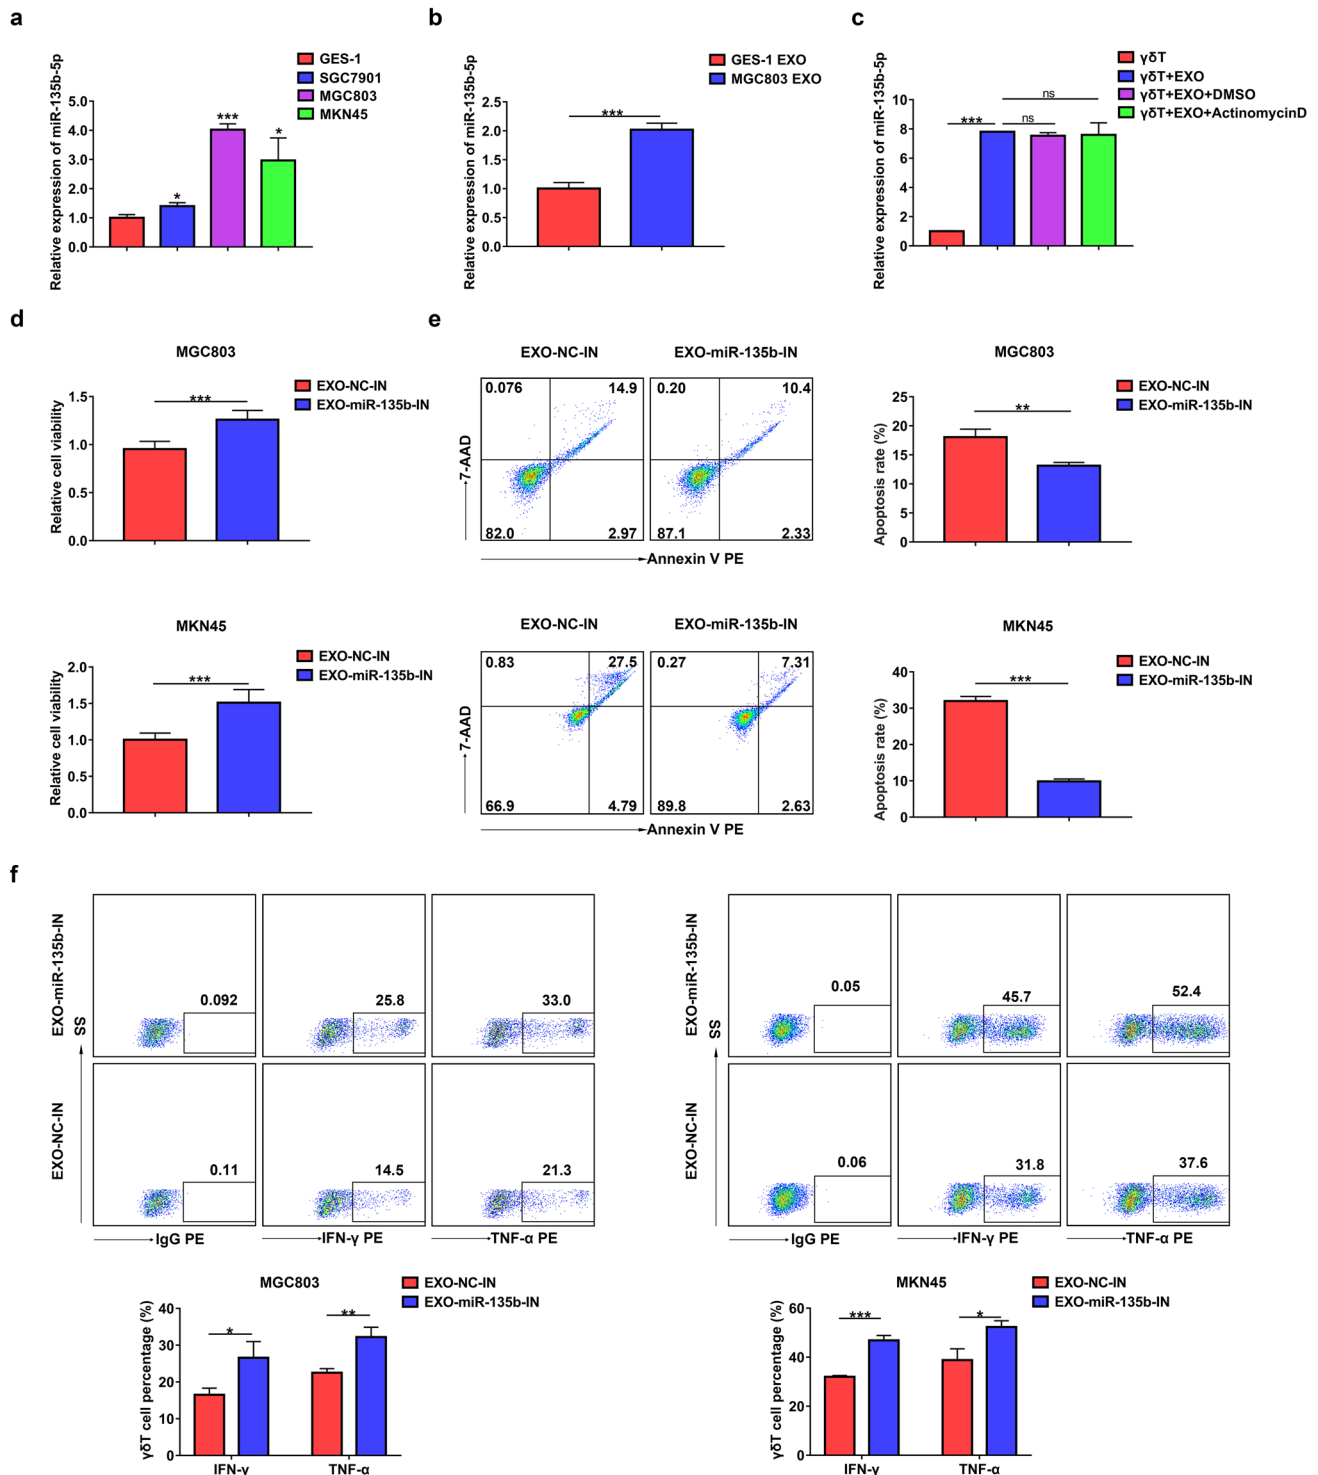 a
Relative expression of miR-135b-5p
5.0
4.0
3.0
2.0
1.0
0.0
*
***
*
GES-1
SGC7901
MGC803
MKN45
b
Relative expression of miR-135b-5p
2.5
2.0
1.5
1.0
0.5
0.0
***
GES-1 EXO
MGC803 EXO
c
Relative expression of miR-135b-5p
10
8
6
4
2
0
ns
*** ns
γδT
γδT+EXO
γδT+EXO+DMSO
γδT+EXO+ActinomycinD
d
MGC803
Relative cell viability
1.5
1.0
0.5
0.0
***
EXO-NC-IN
EXO-miR-135b-IN
MKN45
Relative cell viability
2.0
1.5
1.0
0.5
0.0
***
EXO-NC-IN
EXO-miR-135b-IN
e
EXO-NC-IN EXO-miR-135b-IN
7-AAD
0.076 14.9 0.20 10.4
82.0 2.97 87.1 2.33
Annexin V PE
MGC803
Apoptosis rate (%)
25
20
15
10
5
0
**
EXO-NC-IN
EXO-miR-135b-IN
EXO-NC-IN EXO-miR-135b-IN
7-AAD
0.83 27.5 0.27 7.31
66.9 4.79 89.8 2.63
Annexin V PE
MKN45
Apoptosis rate (%)
40
30
20
10
0
***
EXO-NC-IN
EXO-miR-135b-IN
f
EXO-miR-135b-IN
SS
0.092 25.8 33.0
EXO-NC-IN
0.11 14.5 21.3
IgG PE IFN-γ PE TNF-α PE
EXO-miR-135b-IN
SS
0.05 45.7 52.4
EXO-NC-IN
0.06 31.8 37.6
IgG PE IFN-γ PE TNF-α PE
MGC803
γδT cell percentage (%)
40
30
20
10
0
* **
IFN-γ TNF-α
EXO-NC-IN
EXO-miR-135b-IN
MKN45
γδT cell percentage (%)
60
40
20
0
*** *
IFN-γ TNF-α
EXO-NC-IN
EXO-miR-135b-IN